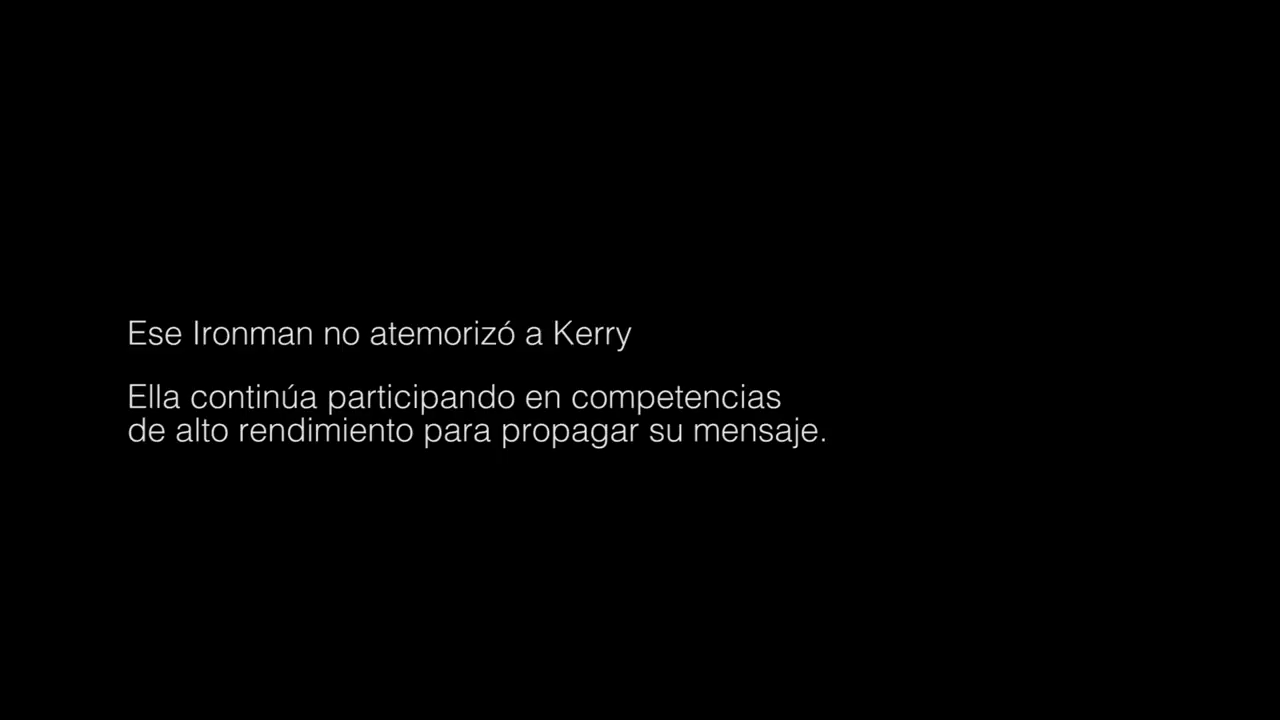 Ese Ironman no atemorizó a Kerry
Ella continúa participando en competencias
de alto rendimiento para propagar su mensaje.